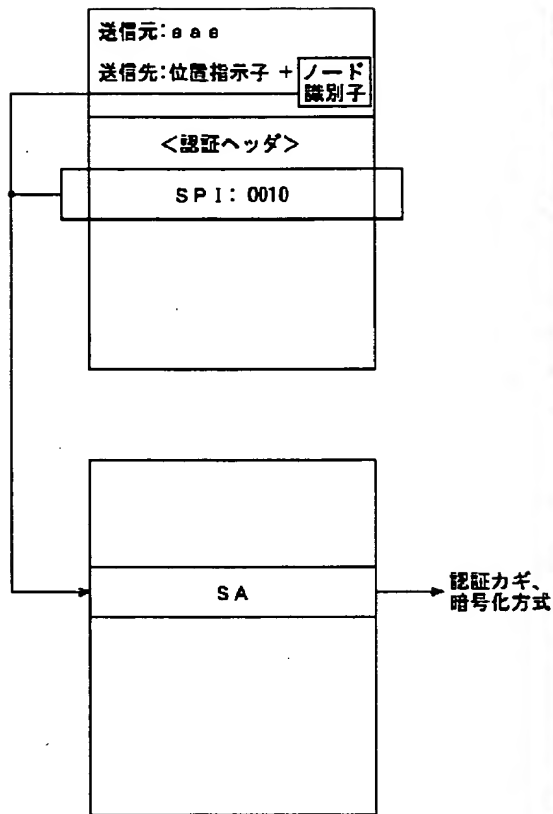 送信元:aaa
送信先:位置指示子 + ノード
識別子
<認証ヘッダ>
SPI: 0010
SA
認証カギ、
暗号化方式